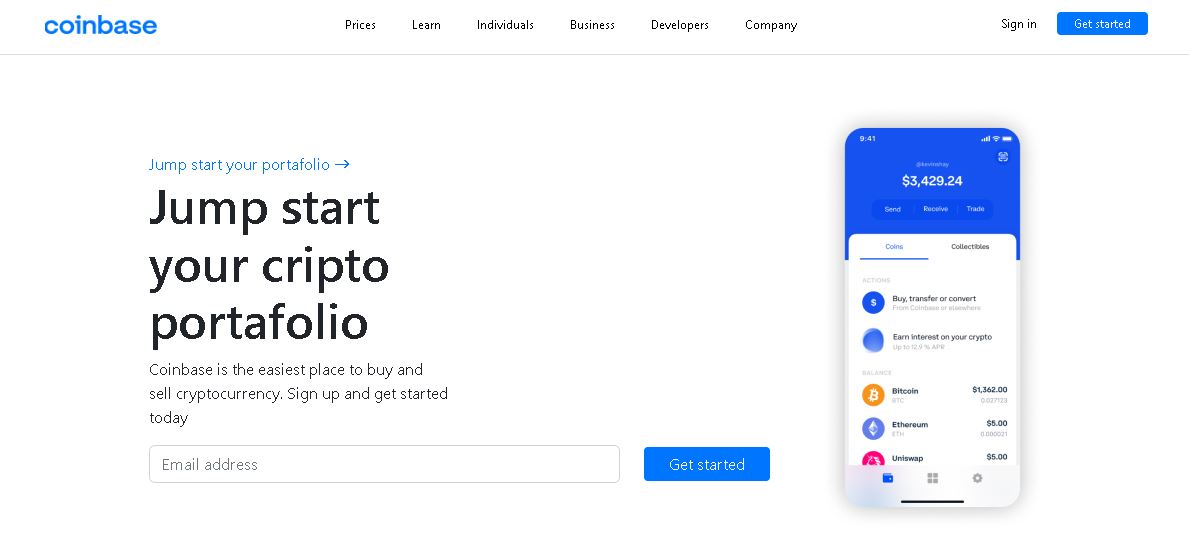 coinbase
Prices Learn Individuals Business Developers Company
Sign in Get started
Jump start your portafolio →
Jump start
your cripto
portafolio
Coinbase is the easiest place to buy and
sell cryptocurrency. Sign up and get started
today
Email address Get started
9:41
@kevinshay
$3,429.24
Send Receive Trade
Coins Collectibles
ACTIONS
$ Buy, transfer or convert
From Coinbase or elsewhere
Earn interest on your crypto
Up to 12.9 % APR
BALANCE
Bitcoin $1,362.00
BTC 0.027123
Ethereum $5.00
ETH 0.000021
Uniswap $5.00